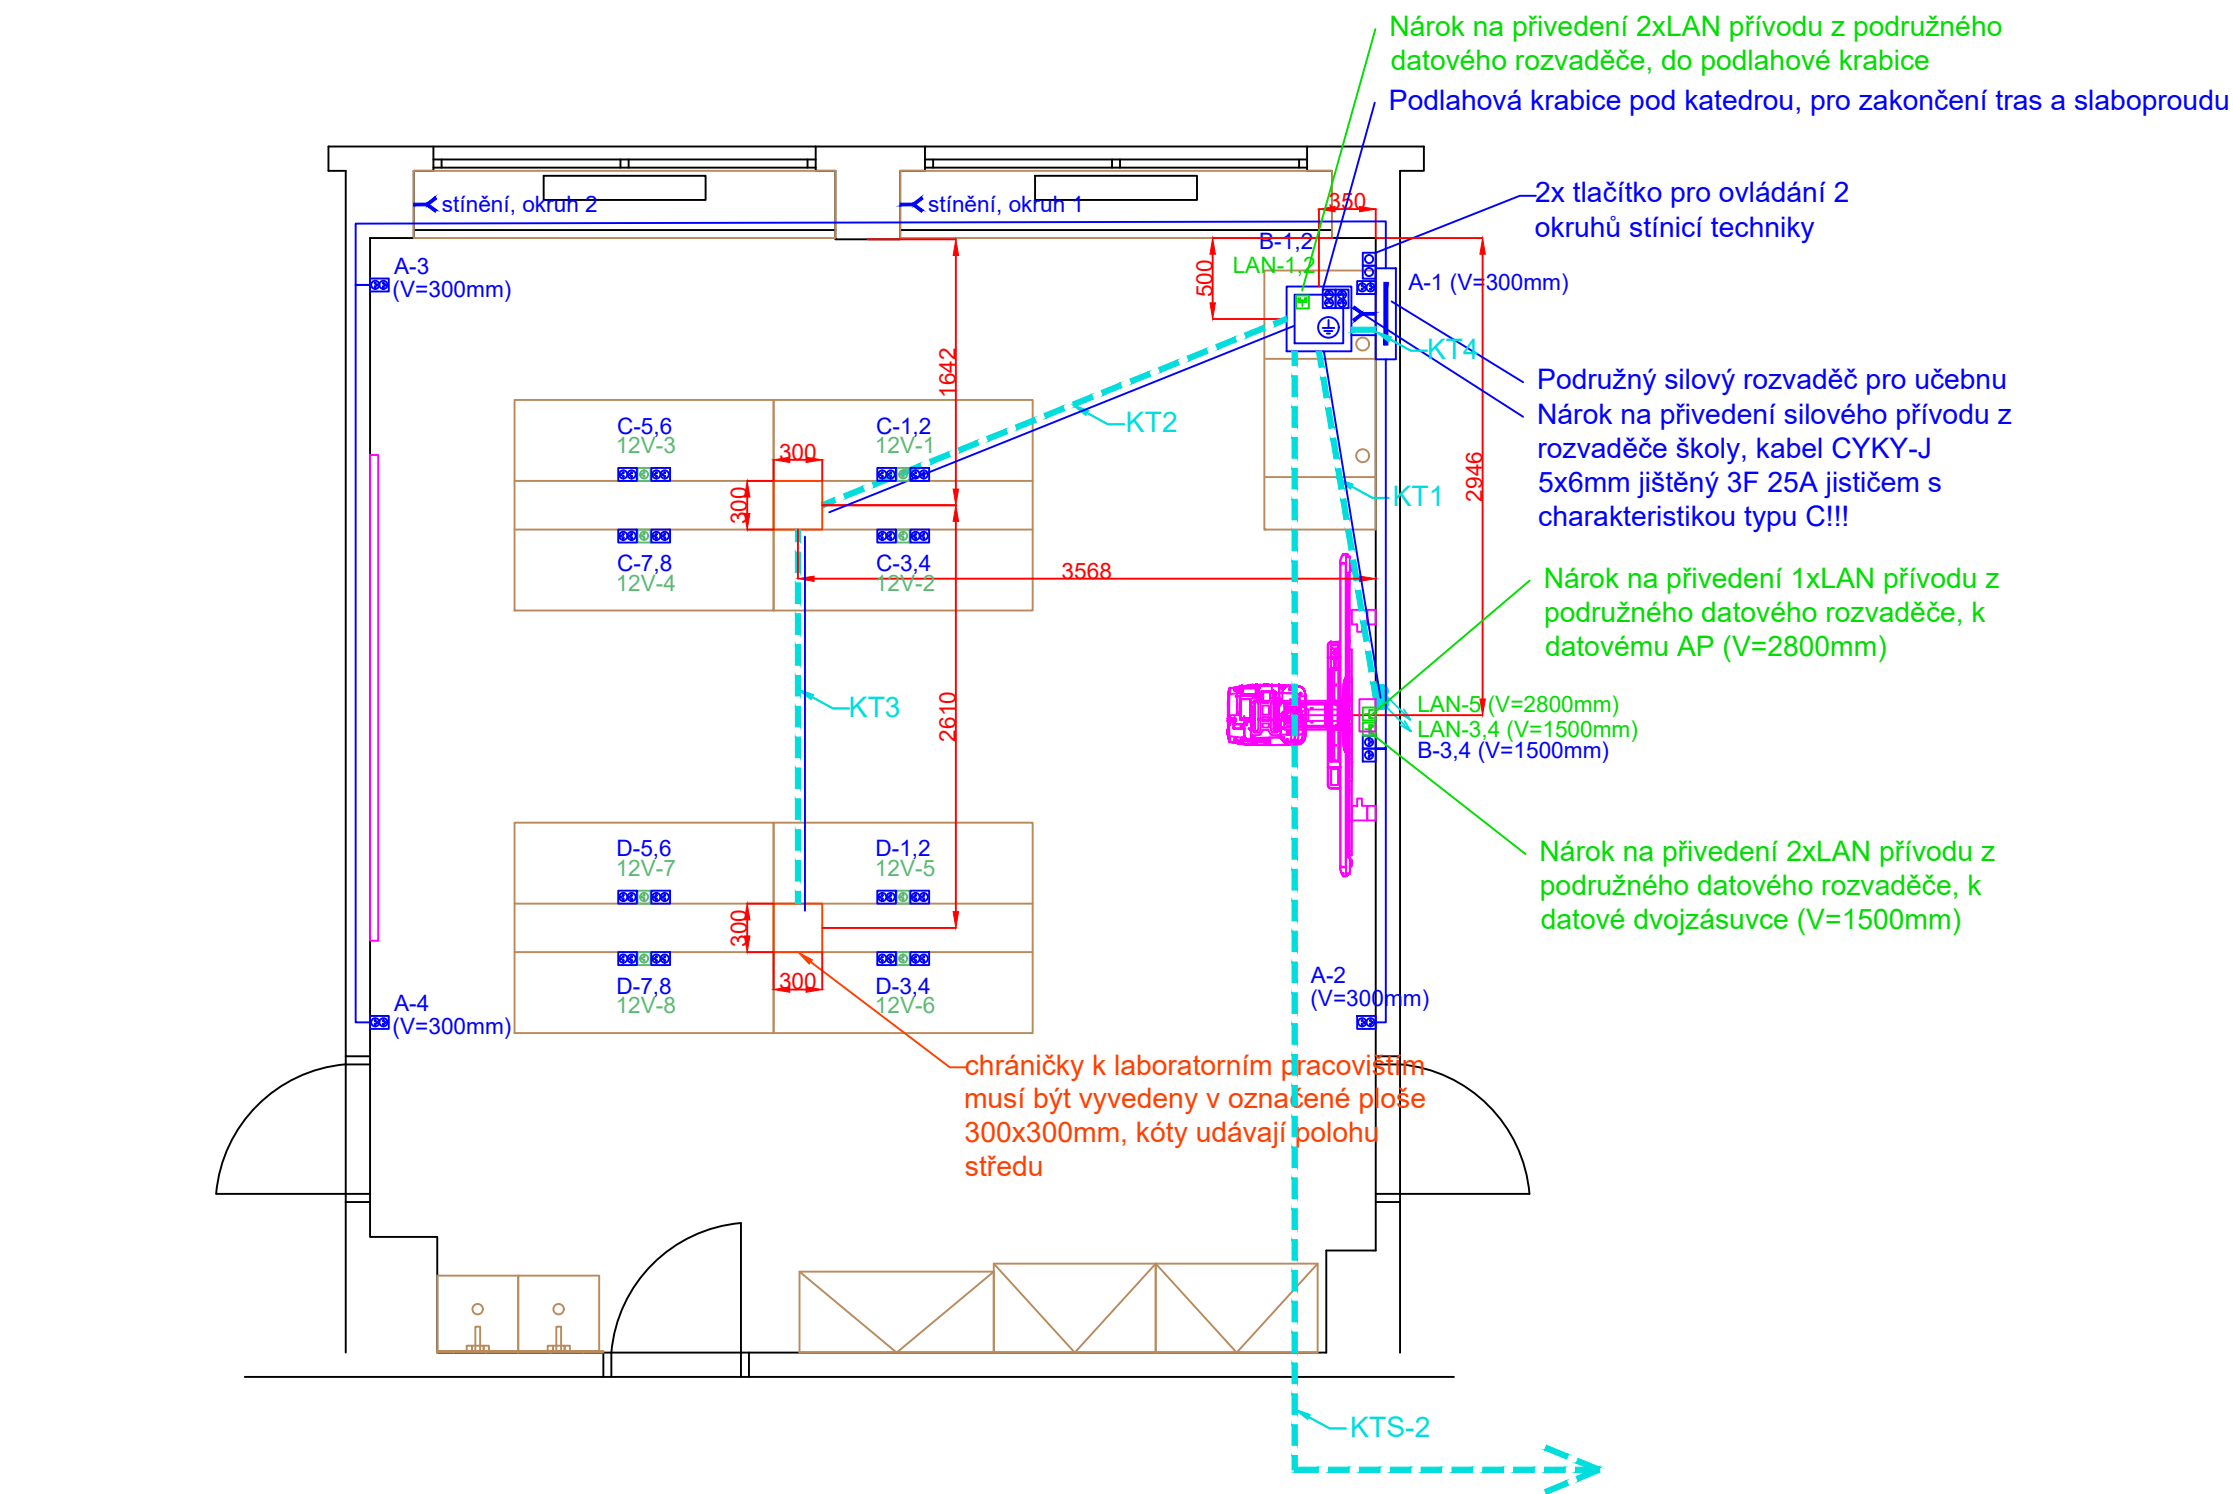 Nárok na přivedení 2xLAN přívodu z podružného
datového rozvaděče, do podlahové krabice
Podlahová krabice pod katedrou, pro zakončení tras a slaboproudu
2x tlačítko pro ovládání 2
okruhů stínicí techniky
stínění, okruh 2
stínění, okruh 1
350
B-1,2
LAN-1,2
500
A-3
(V=300mm)
A-1 (V=300mm)
1642
KT4
Podružný silový rozvaděč pro učebnu
Nárok na přivedení silového přívodu z
rozvaděče školy, kabel CYKY-J
5x6mm jištěný 3F 25A jističem s
charakteristikou typu C!!!
KT2
C-5,6
12V-3
C-1,2
12V-1
300
300
2946
KT1
C-7,8
12V-4
C-3,4
12V-2
3568
Nárok na přivedení 1xLAN přívodu z
podružného datového rozvaděče, k
datovému AP (V=2800mm)
KT3
2610
LAN-5 (V=2800mm)
LAN-3,4 (V=1500mm)
B-3,4 (V=1500mm)
Nárok na přivedení 2xLAN přívodu z
podružného datového rozvaděče, k
datové dvojzásuvce (V=1500mm)
D-5,6
12V-7
D-1,2
12V-5
300
300
D-7,8
12V-8
D-3,4
12V-6
A-2
(V=300mm)
A-4
(V=300mm)
chráničky k laboratorním pracovištím
musí být vyvedeny v označené ploše
300x300mm, kóty udávají polohu
středu
KTS-2